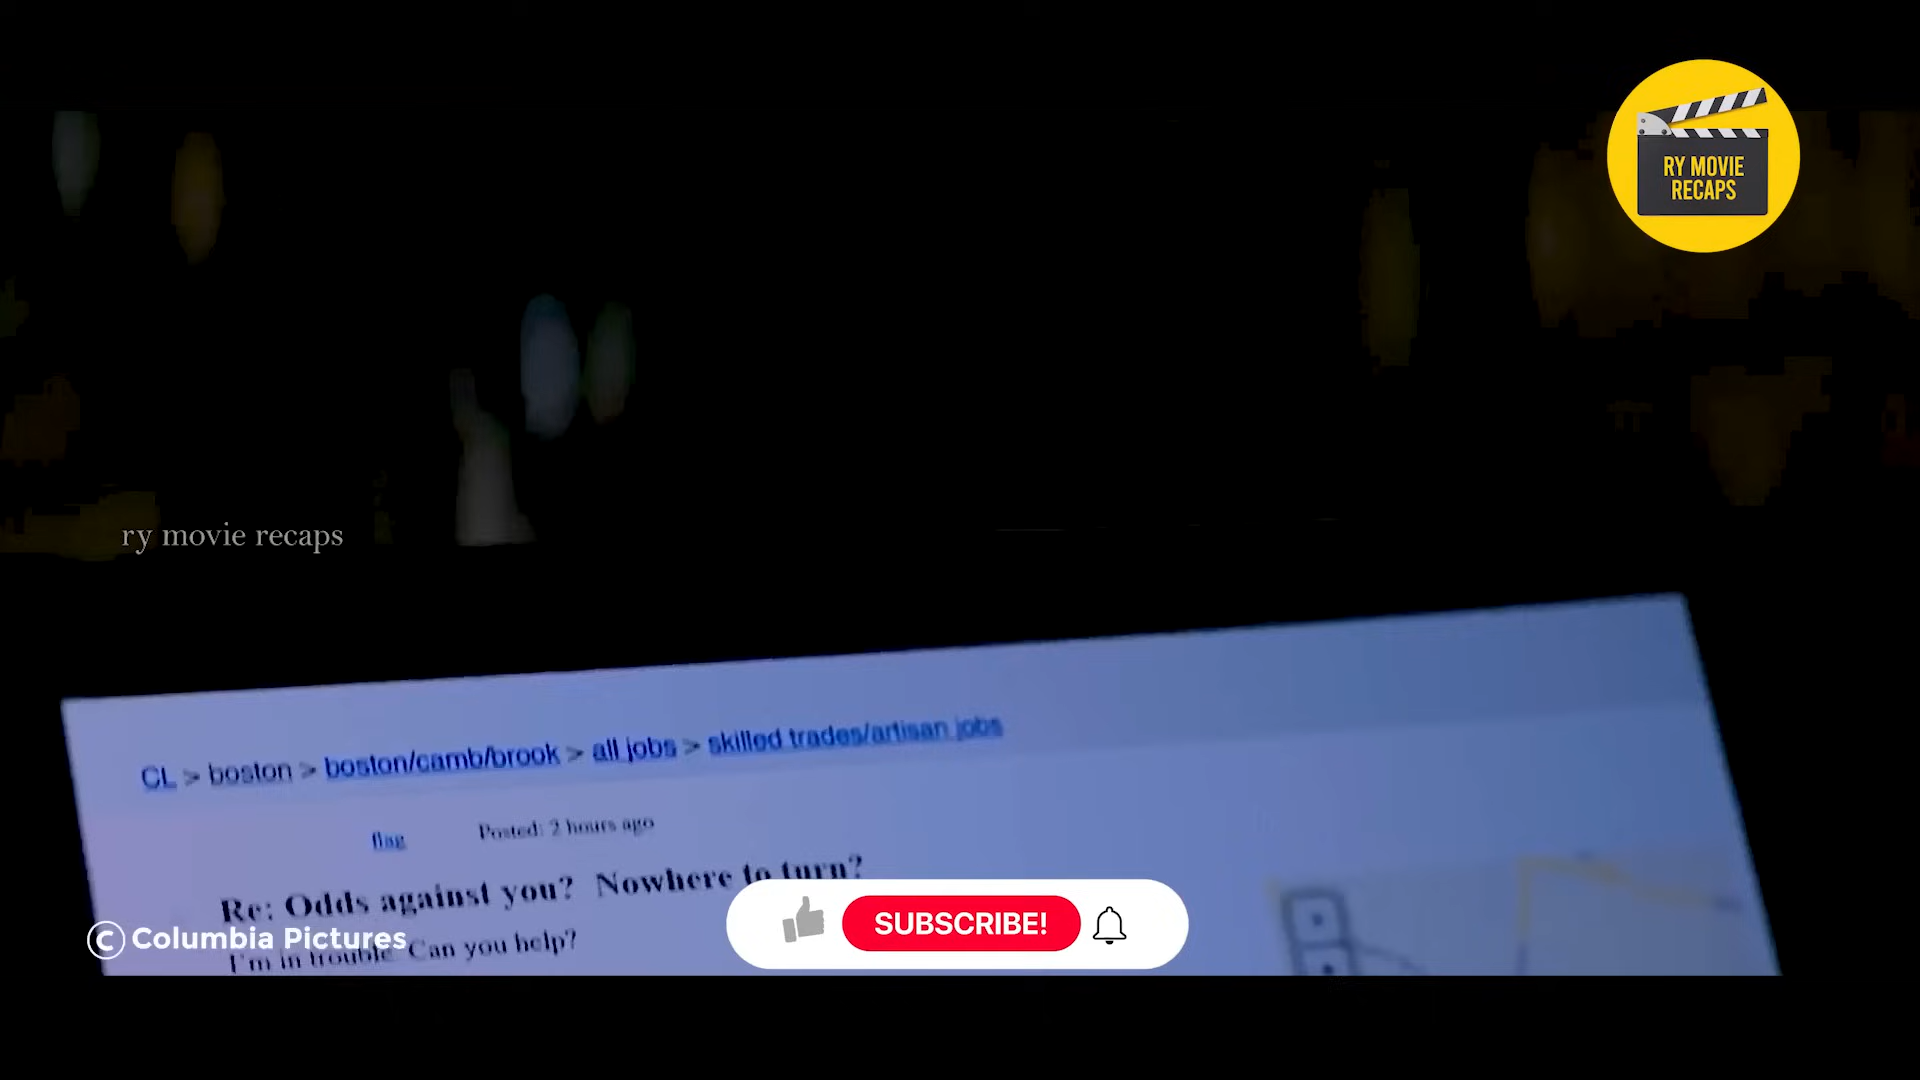 RY MOVIE
RECAPS
ry movie recaps
CL > boston > boston/camb/brook > all jobs > skilled trades/artisan jobs
flag
Posted: 2 hours ago
Re: Odds against you? Nowhere to turn?
I'm in trouble. Can you help?
© Columbia Pictures
SUBSCRIBE!